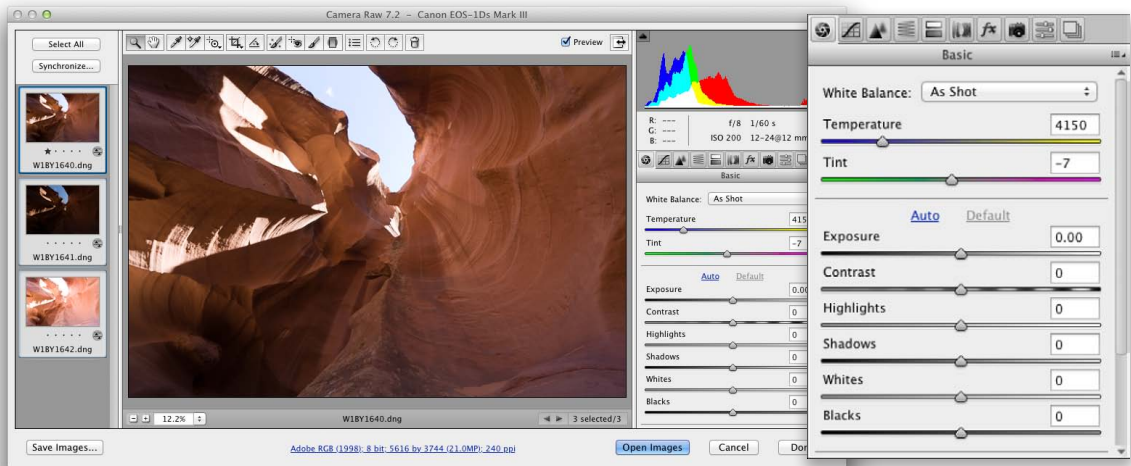 Camera Raw 7.2 – Canon EOS-1Ds Mark III
Select All
Synchronize...
W1BY1640.dng
W1BY1641.dng
W1BY1642.dng
Preview
12.2%
W1BY1640.dng
3 selected/3
R: ---
G: ---
B: ---
f/8 1/60 s
ISO 200 12–24@12 mm
Basic
White Balance: As Shot
Temperature 415
Tint -7
Auto Default
Exposure 0.00
Contrast 0
Highlights 0
Shadows 0
Whites 0
Blacks 0
Save Images...
Adobe RGB (1998); 8 bit; 5616 by 3744 (21.0MP); 240 ppi
Open Images
Cancel
Do
fx
Basic
White Balance: As Shot
Temperature 4150
Tint -7
Auto Default
Exposure 0.00
Contrast 0
Highlights 0
Shadows 0
Whites 0
Blacks 0